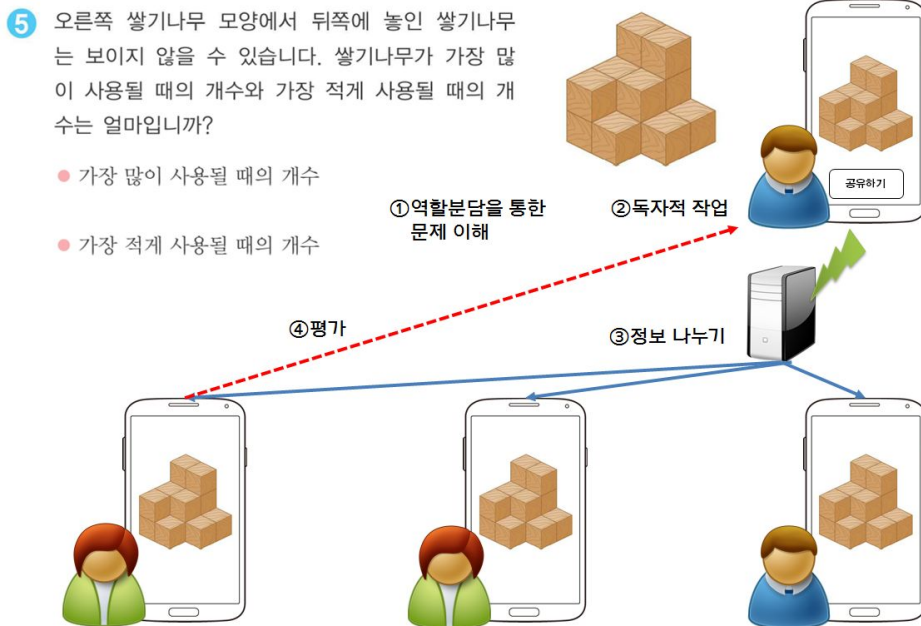 5 오른쪽 쌓기나무 모양에서 뒤쪽에 놓인 쌓기나무
는 보이지 않을 수 있습니다. 쌓기나무가 가장 많
이 사용될 때의 개수와 가장 적게 사용될 때의 개
수는 얼마입니까?
● 가장 많이 사용될 때의 개수
● 가장 적게 사용될 때의 개수
공유하기
①역할분담을 통한
문제 이해
②독자적 작업
④평가
③정보 나누기